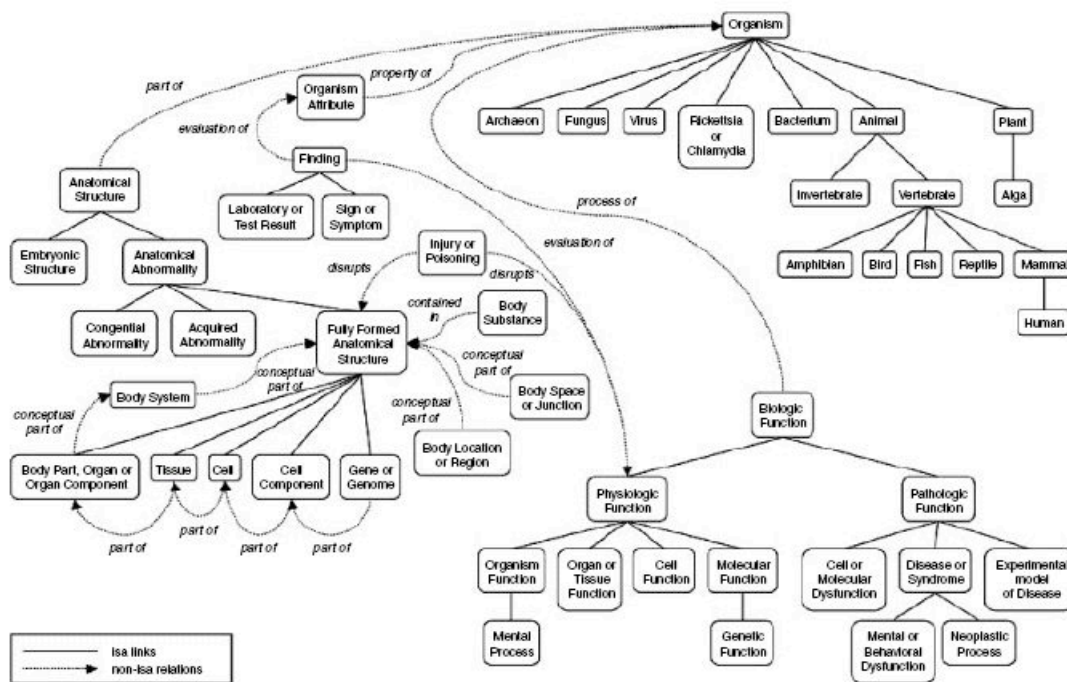 Organism
part of
property of
Organism
Attribute
Archaeon
Fungus
Virus
Rickettsia
or
Chlamydia
Bacterium
Animal
Plant
evaluation of
Finding
Anatomical
Structure
Invertebrate
Vertebrate
Alga
Laboratory or
Test Result
Sign or
Symptom
process of
Embryonic
Structure
Anatomical
Abnormality
Injury or
Poisoning
evaluation of
disrupts
disrupts
Amphibian
Bird
Fish
Reptile
Mammal
contained
in
Body
Substance
Congential
Abnormality
Acquired
Abnormality
Fully Formed
Anatomical
Structure
Human
conceptual
part of
conceptual
part of
Body System
Body Space
or Junction
conceptual
part of
conceptual
part of
Biologic
Function
Body Location
or Region
Body Part, Organ or
Organ Component
Tissue
Cell
Cell
Component
Gene or
Genome
Physiologic
Function
Pathologic
Function
part of
part of
part of
part of
Organism
Function
Organ or
Tissue
Function
Cell
Function
Molecular
Function
Cell or
Molecular
Dysfunction
Disease or
Syndrome
Experimental
model
of Disease
Mental
Process
Genetic
Function
Mental or
Behavioral
Dysfunction
Neoplastic
Process
isa links
non-isa relations